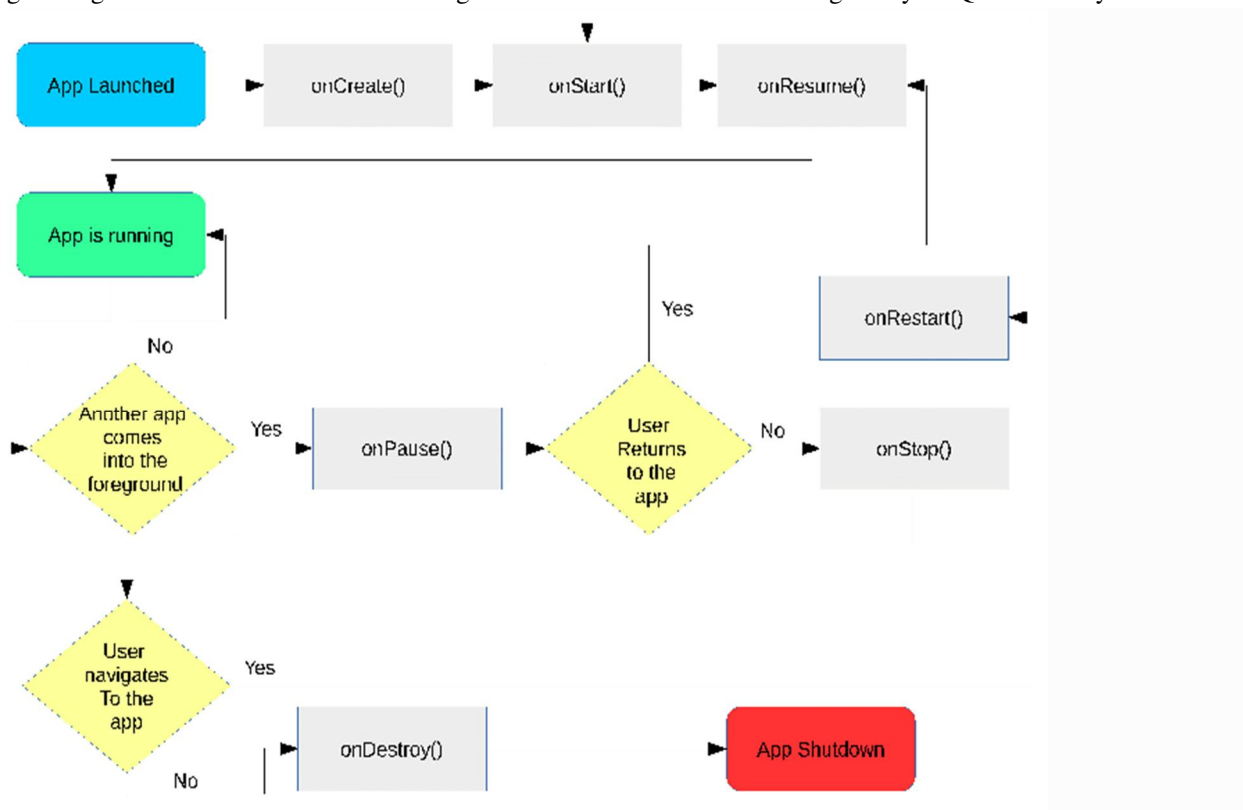 App Launched
onCreate()
onStart()
onResume()
App is running
Yes
onRestart()
No
Another app
comes
into the
foreground
Yes
onPause()
User
Returns
to the
app
No
onStop()
User
navigates
To the
app
Yes
onDestroy()
App Shutdown
No